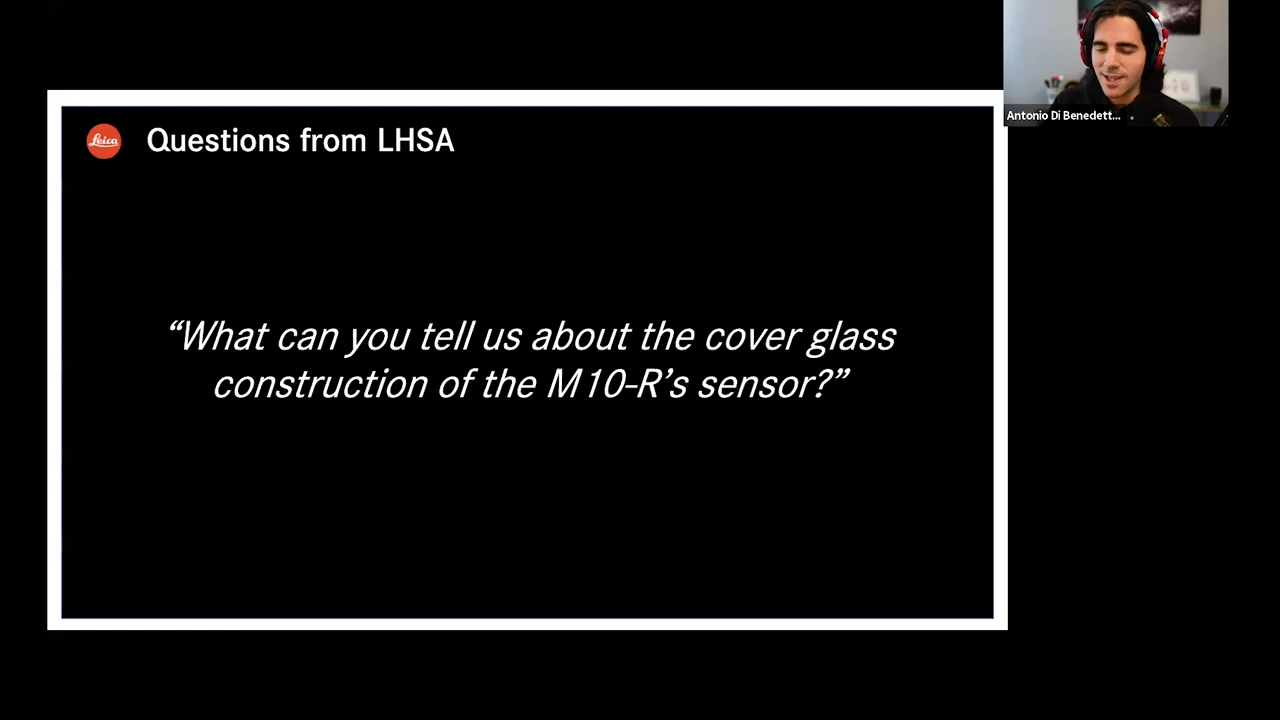 Leica
Questions from LHSA
“What can you tell us about the cover glass
construction of the M10-R’s sensor?”
Antonio Di Benedett...